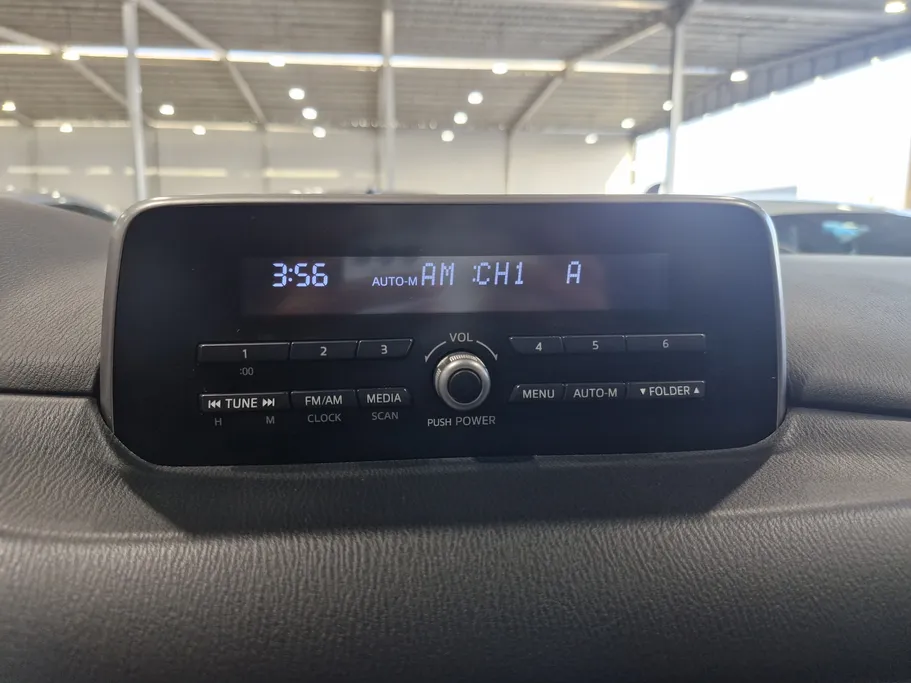 3:56 AUTO-M AM :CH1 A
VOL
1 2 3 4 5 6
:00
⏮ TUNE ⏭ FM/AM MEDIA MENU AUTO-M ▼ FOLDER ▲
H M CLOCK SCAN
PUSH POWER